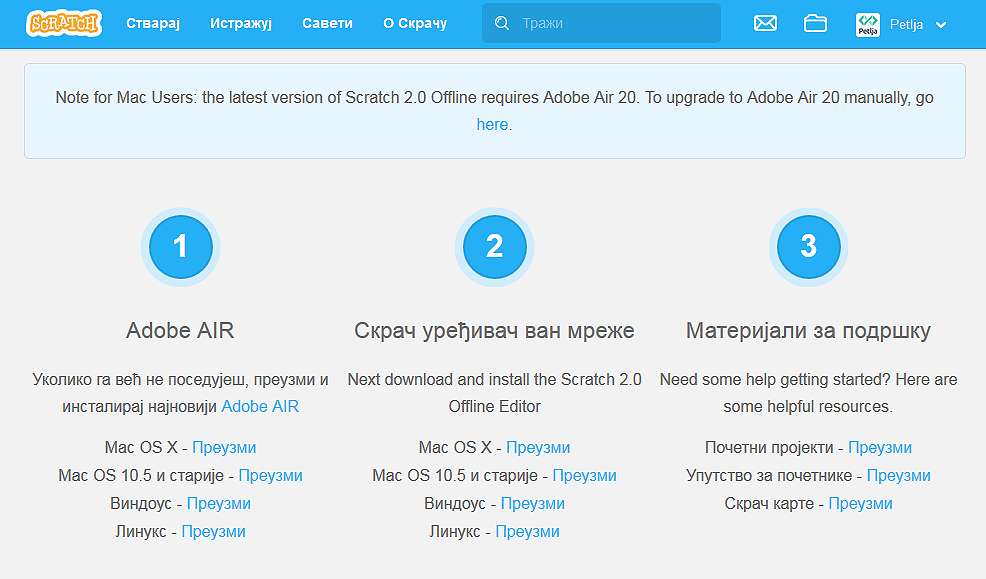 SCRATCH Стварај Истражуј Савети О Скрачу Тражи Petlja Petlja
Note for Mac Users: the latest version of Scratch 2.0 Offline requires Adobe Air 20. To upgrade to Adobe Air 20 manually, go
here.
1
Adobe AIR
Уколико га већ не поседујеш, преузми и
инсталирај најновији Adobe AIR
Мас OS X - Преузми
Мас OS 10.5 и старије - Преузми
Виндоус - Преузми
Линукс - Преузми
2
Скрач уређивач ван мреже
Next download and install the Scratch 2.0
Offline Editor
Мас OS X - Преузми
Мас OS 10.5 и старије - Преузми
Виндоус - Преузми
Линукс - Преузми
3
Материјали за подршку
Need some help getting started? Here are
some helpful resources.
Почетни пројекти - Преузми
Упутство за почетнике - Преузми
Скрач карте - Преузми